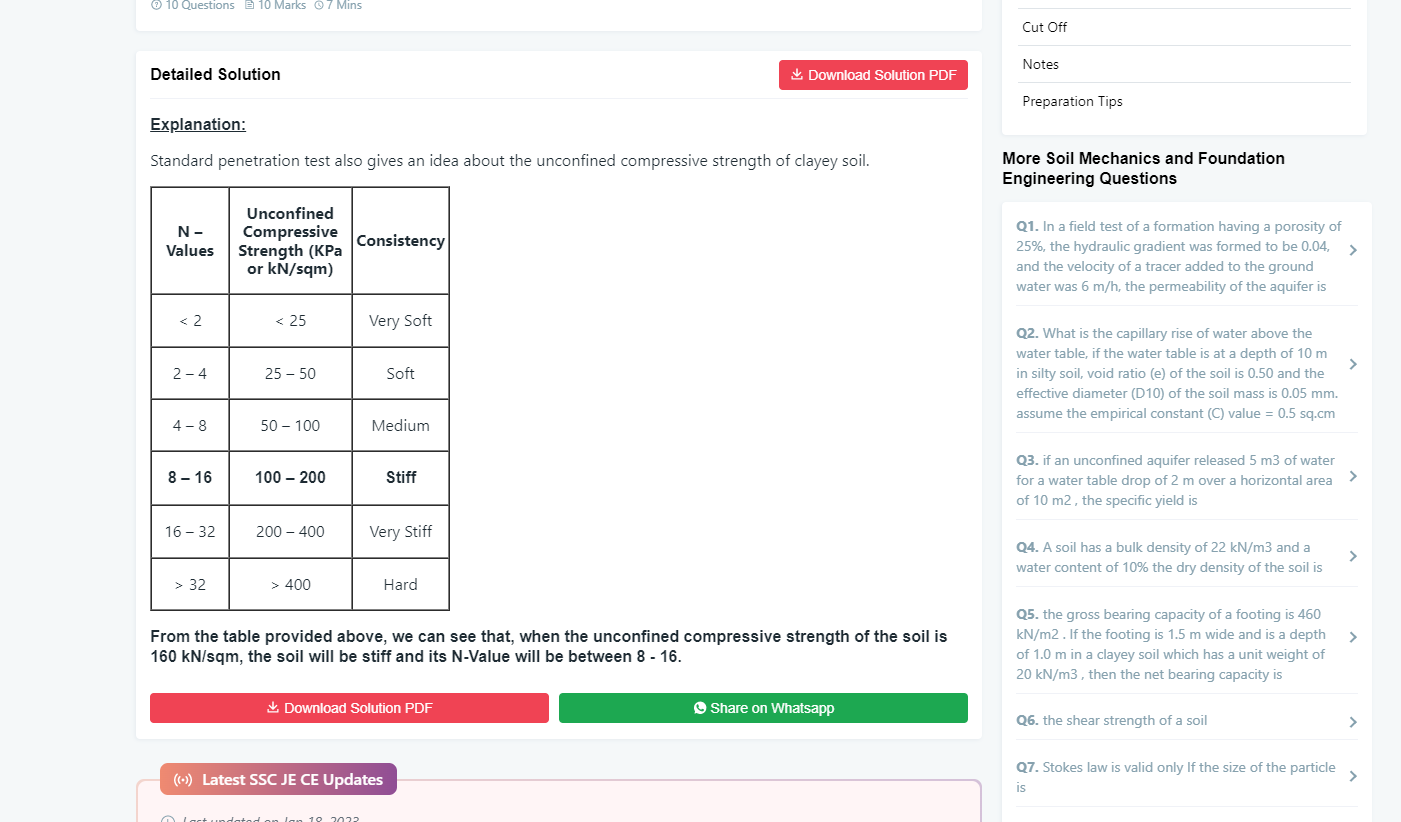 10 Questions 10 Marks 7 Mins
Detailed Solution
Download Solution PDF
Explanation:
Standard penetration test also gives an idea about the unconfined compressive strength of clayey soil.
N –
Values
Unconfined
Compressive
Strength (KPa
or kN/sqm)
Consistency
< 2 < 25 Very Soft
2 – 4 25 – 50 Soft
4 – 8 50 – 100 Medium
8 – 16 100 – 200 Stiff
16 – 32 200 – 400 Very Stiff
> 32 > 400 Hard
From the table provided above, we can see that, when the unconfined compressive strength of the soil is
160 kN/sqm, the soil will be stiff and its N-Value will be between 8 - 16.
Download Solution PDF
Share on Whatsapp
Latest SSC JE CE Updates
Last updated on Jan 18, 2023
Cut Off
Notes
Preparation Tips
More Soil Mechanics and Foundation
Engineering Questions
Q1. In a field test of a formation having a porosity of
25%, the hydraulic gradient was formed to be 0.04,
and the velocity of a tracer added to the ground
water was 6 m/h, the permeability of the aquifer is
Q2. What is the capillary rise of water above the
water table, if the water table is at a depth of 10 m
in silty soil, void ratio (e) of the soil is 0.50 and the
effective diameter (D10) of the soil mass is 0.05 mm.
assume the empirical constant (C) value = 0.5 sq.cm
Q3. if an unconfined aquifer released 5 m3 of water
for a water table drop of 2 m over a horizontal area
of 10 m2 , the specific yield is
Q4. A soil has a bulk density of 22 kN/m3 and a
water content of 10% the dry density of the soil is
Q5. the gross bearing capacity of a footing is 460
kN/m2 . If the footing is 1.5 m wide and is a depth
of 1.0 m in a clayey soil which has a unit weight of
20 kN/m3 , then the net bearing capacity is
Q6. the shear strength of a soil
Q7. Stokes law is valid only If the size of the particle
is